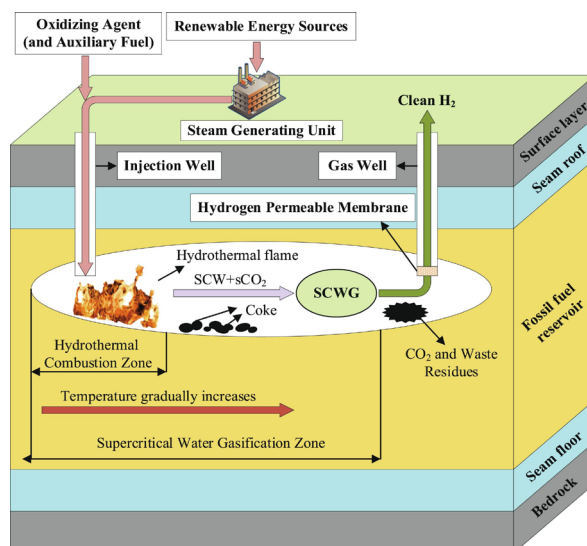 Oxidizing Agent
(and Auxiliary Fuel)
Renewable Energy Sources
Clean H₂
Steam Generating Unit
Injection Well
Gas Well
Hydrogen Permeable Membrane
Surface layer
Seam roof
Hydrothermal flame
SCW+sCO₂
SCWG
Coke
Fossil fuel
reservoir
Hydrothermal
Combustion Zone
CO₂ and Waste
Residues
Temperature gradually increases
Supercritical Water Gasification Zone
Seam floor
Bedrock